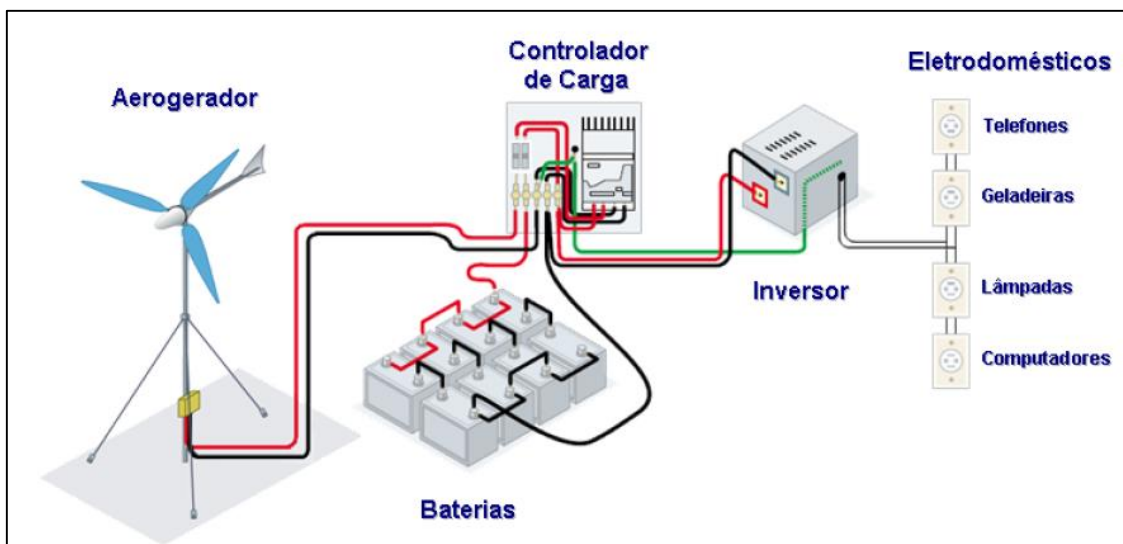 Aerogerador
Controlador
de Carga
Eletrodomésticos
Telefones
Geladeiras
Lâmpadas
Computadores
Inversor
Baterias